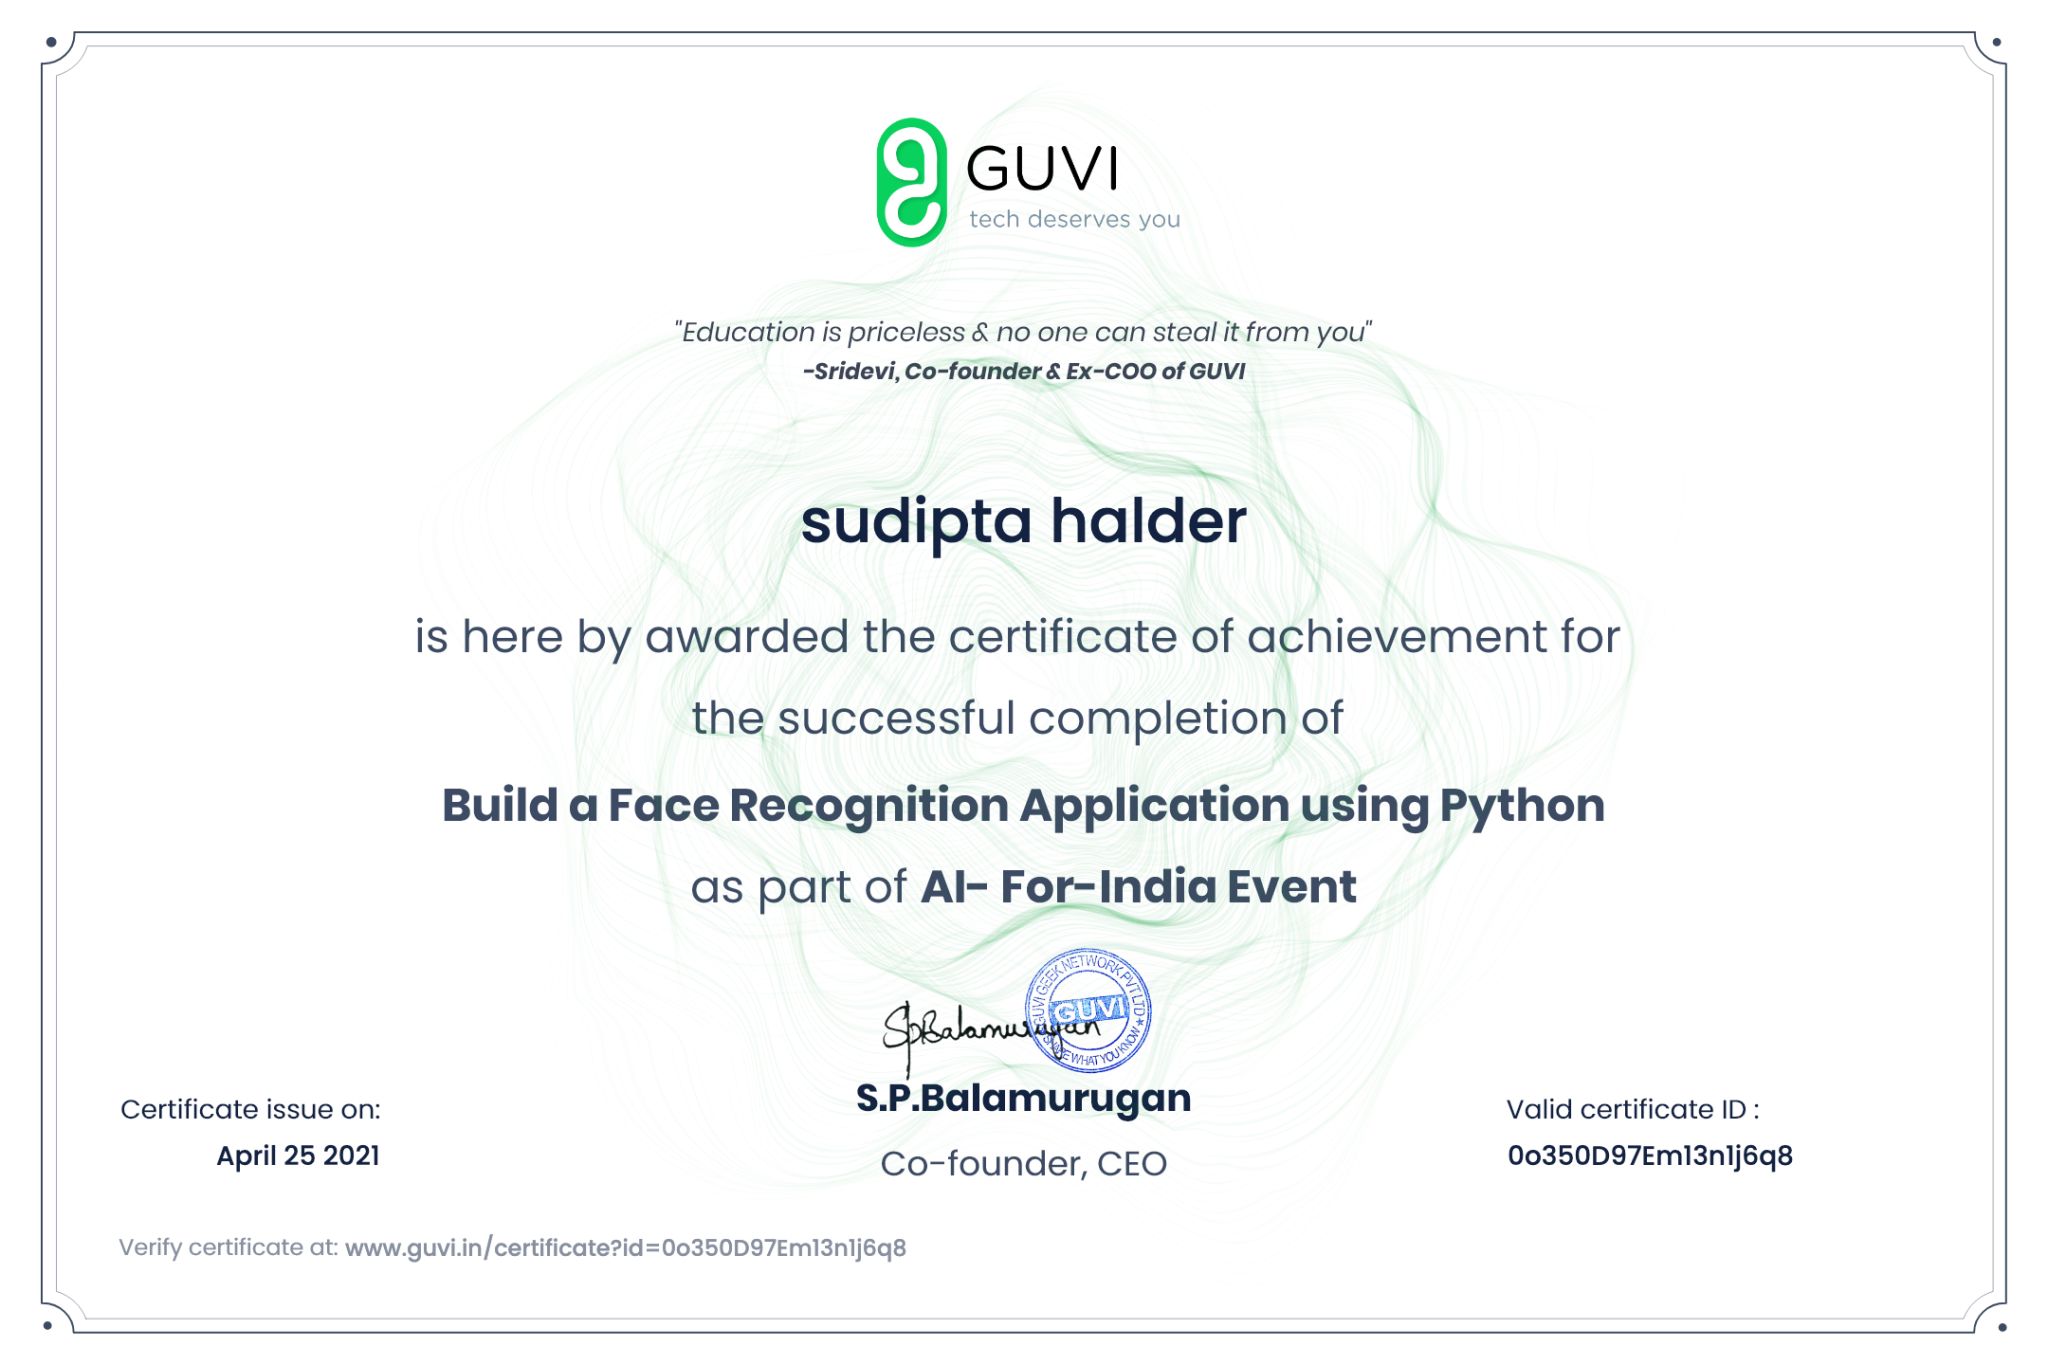 GUVI
tech deserves you
"Education is priceless & no one can steal it from you"
-Sridevi, Co-founder & Ex-COO of GUVI
sudipta halder
is here by awarded the certificate of achievement for
the successful completion of
Build a Face Recognition Application using Python
as part of AI- For-India Event
GUVI GEEK NETWORK PVT LTD
GUVI
SHARE WHAT YOU KNOW
SpBalamurugan
S.P.Balamurugan
Co-founder, CEO
Certificate issue on:
April 25 2021
Valid certificate ID :
0o350D97Em13n1j6q8
Verify certificate at: www.guvi.in/certificate?id=0o350D97Em13n1j6q8